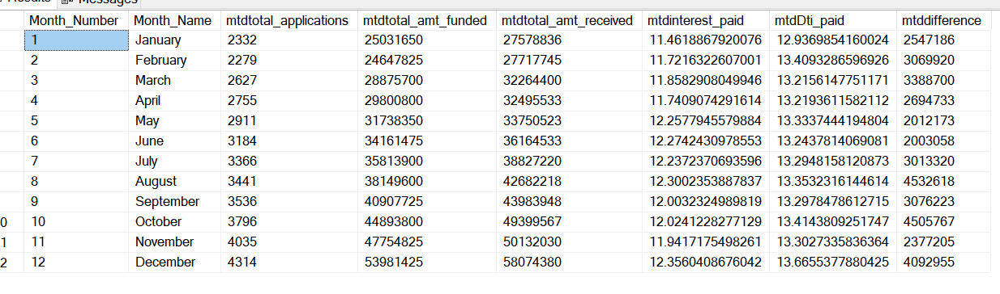 Results Messages
Month_Number Month_Name mtdtotal_applications mtdtotal_amt_funded mtdtotal_amt_received mtdinterest_paid mtdDti_paid mtddifference
1 January 2332 25031650 27578836 11.4618867920076 12.9369854160024 2547186
2 February 2279 24647825 27717745 11.7216322607001 13.4093286596926 3069920
3 March 2627 28875700 32264400 11.8582908049946 13.2156147751171 3388700
4 April 2755 29800800 32495533 11.7409074291614 13.2193611582112 2694733
5 May 2911 31738350 33750523 12.2577945579884 13.3337444194804 2012173
6 June 3184 34161475 36164533 12.2742430978553 13.2437814069081 2003058
7 July 3366 35813900 38827220 12.2372370693596 13.2948158120873 3013320
8 August 3441 38149600 42682218 12.3002353887837 13.3532316144614 4532618
9 September 3536 40907725 43983948 12.0032324989819 13.2978478612715 3076223
0 10 October 3796 44893800 49399567 12.0241228277129 13.4143809251747 4505767
1 11 November 4035 47754825 50132030 11.9417175498261 13.3027335836364 2377205
2 12 December 4314 53981425 58074380 12.3560408676042 13.6655377880425 4092955